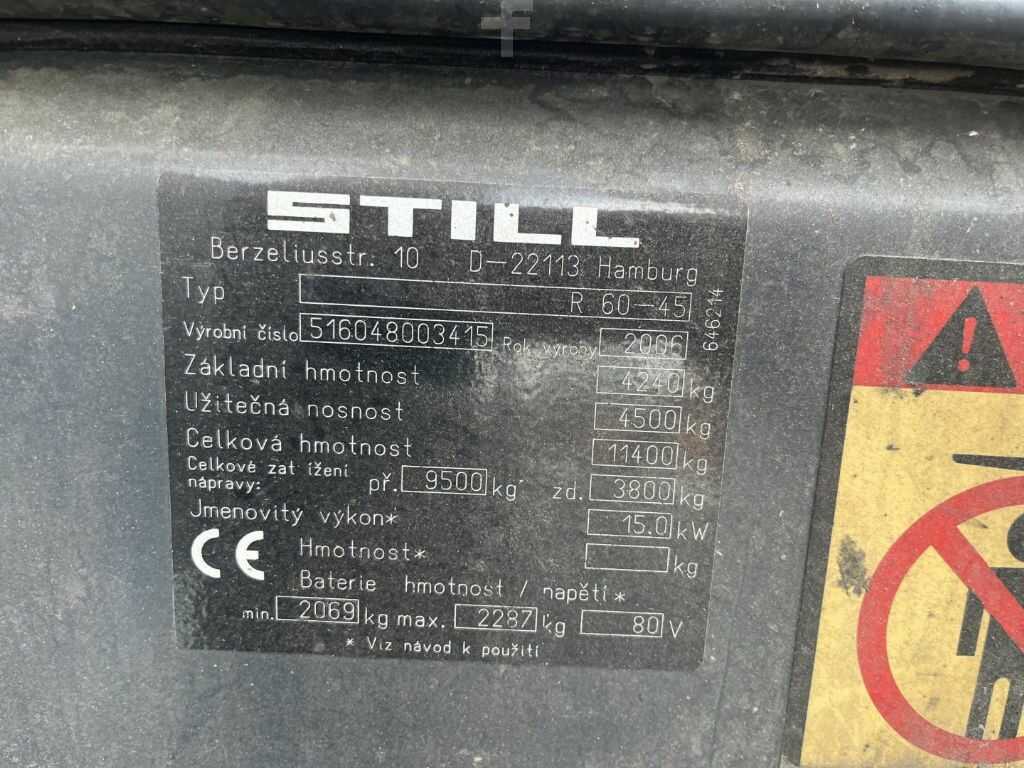 STILL
Berzeliusstr. 10 D-22113 Hamburg
Typ R 60-45
Výrobní číslo 516048003415 Rok výroby 2006
646214
Základní hmotnost 4240 kg
Užitečná nosnost 4500 kg
Celková hmotnost 11400 kg
Celkové zat ížení
nápravy: př. 9500 kg zd. 3800 kg
Jmenovitý výkon* 15.0 kW
CE Hmotnost* kg
Baterie hmotnost / napětí*
min. 2069 kg max. 2287 kg 80 V
* Viz návod k použití